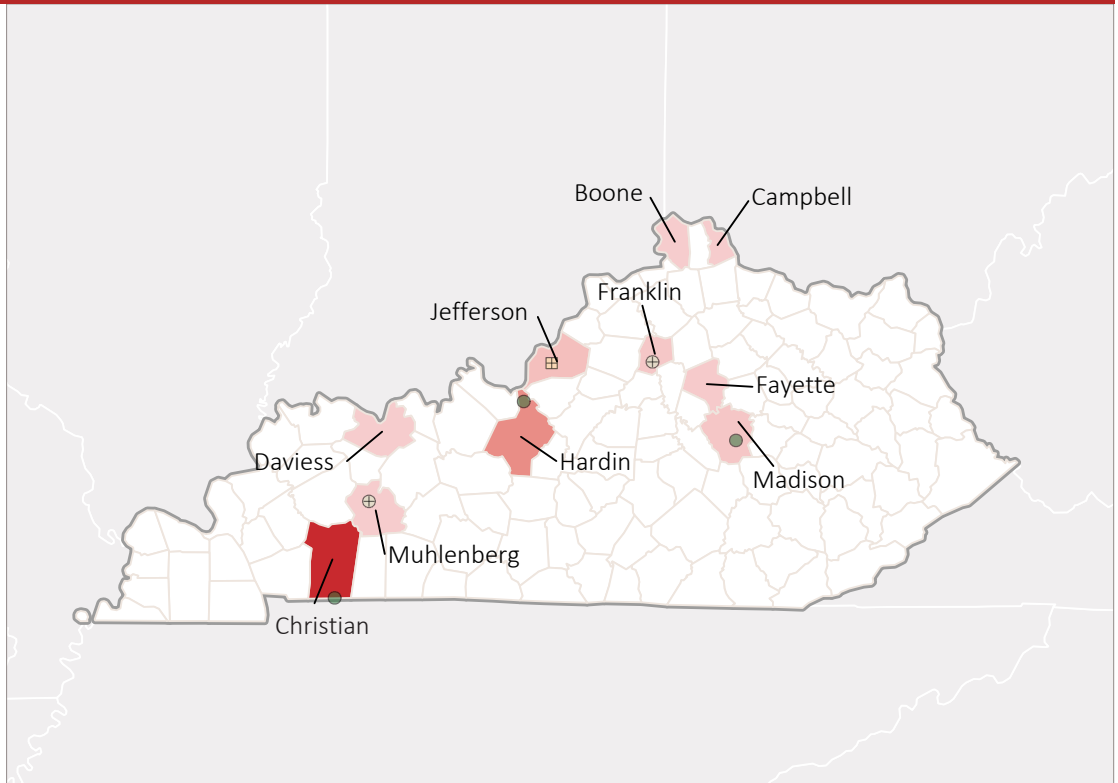 Boone
Campbell
Franklin
Jefferson
Fayette
Daviess
Hardin
Madison
Muhlenberg
Christian